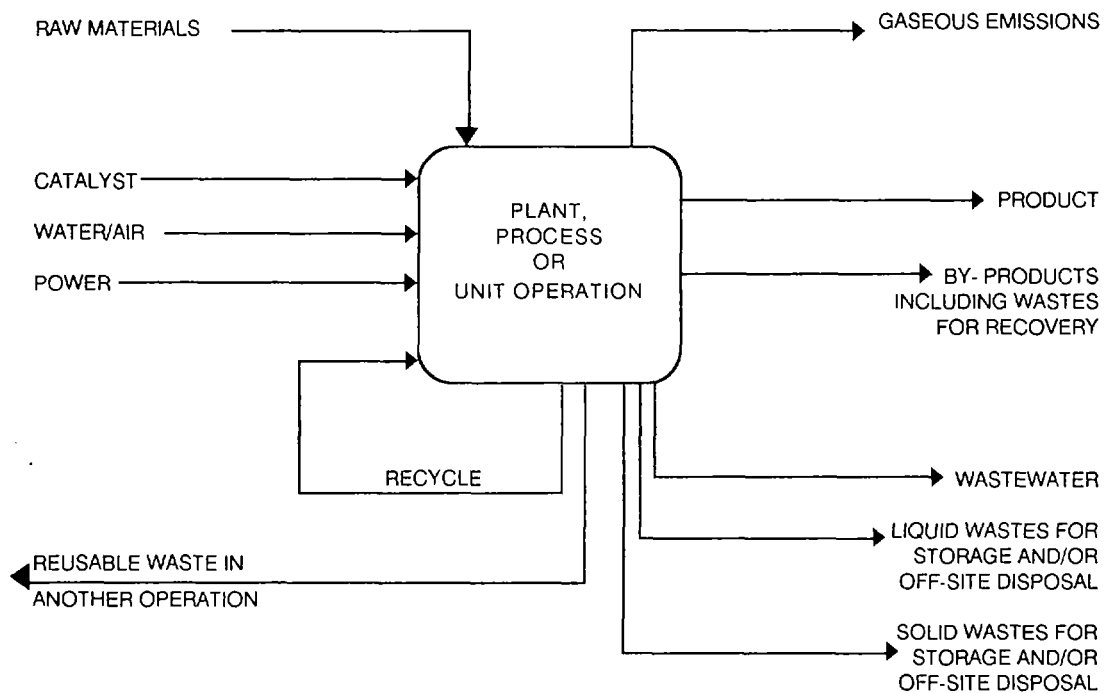 RAW MATERIALS
GASEOUS EMISSIONS
CATALYST
WATER/AIR
POWER
PLANT,
PROCESS
OR
UNIT OPERATION
PRODUCT
BY- PRODUCTS
INCLUDING WASTES
FOR RECOVERY
RECYCLE
WASTEWATER
REUSABLE WASTE IN
ANOTHER OPERATION
LIQUID WASTES FOR
STORAGE AND/OR
OFF-SITE DISPOSAL
SOLID WASTES FOR
STORAGE AND/OR
OFF-SITE DISPOSAL